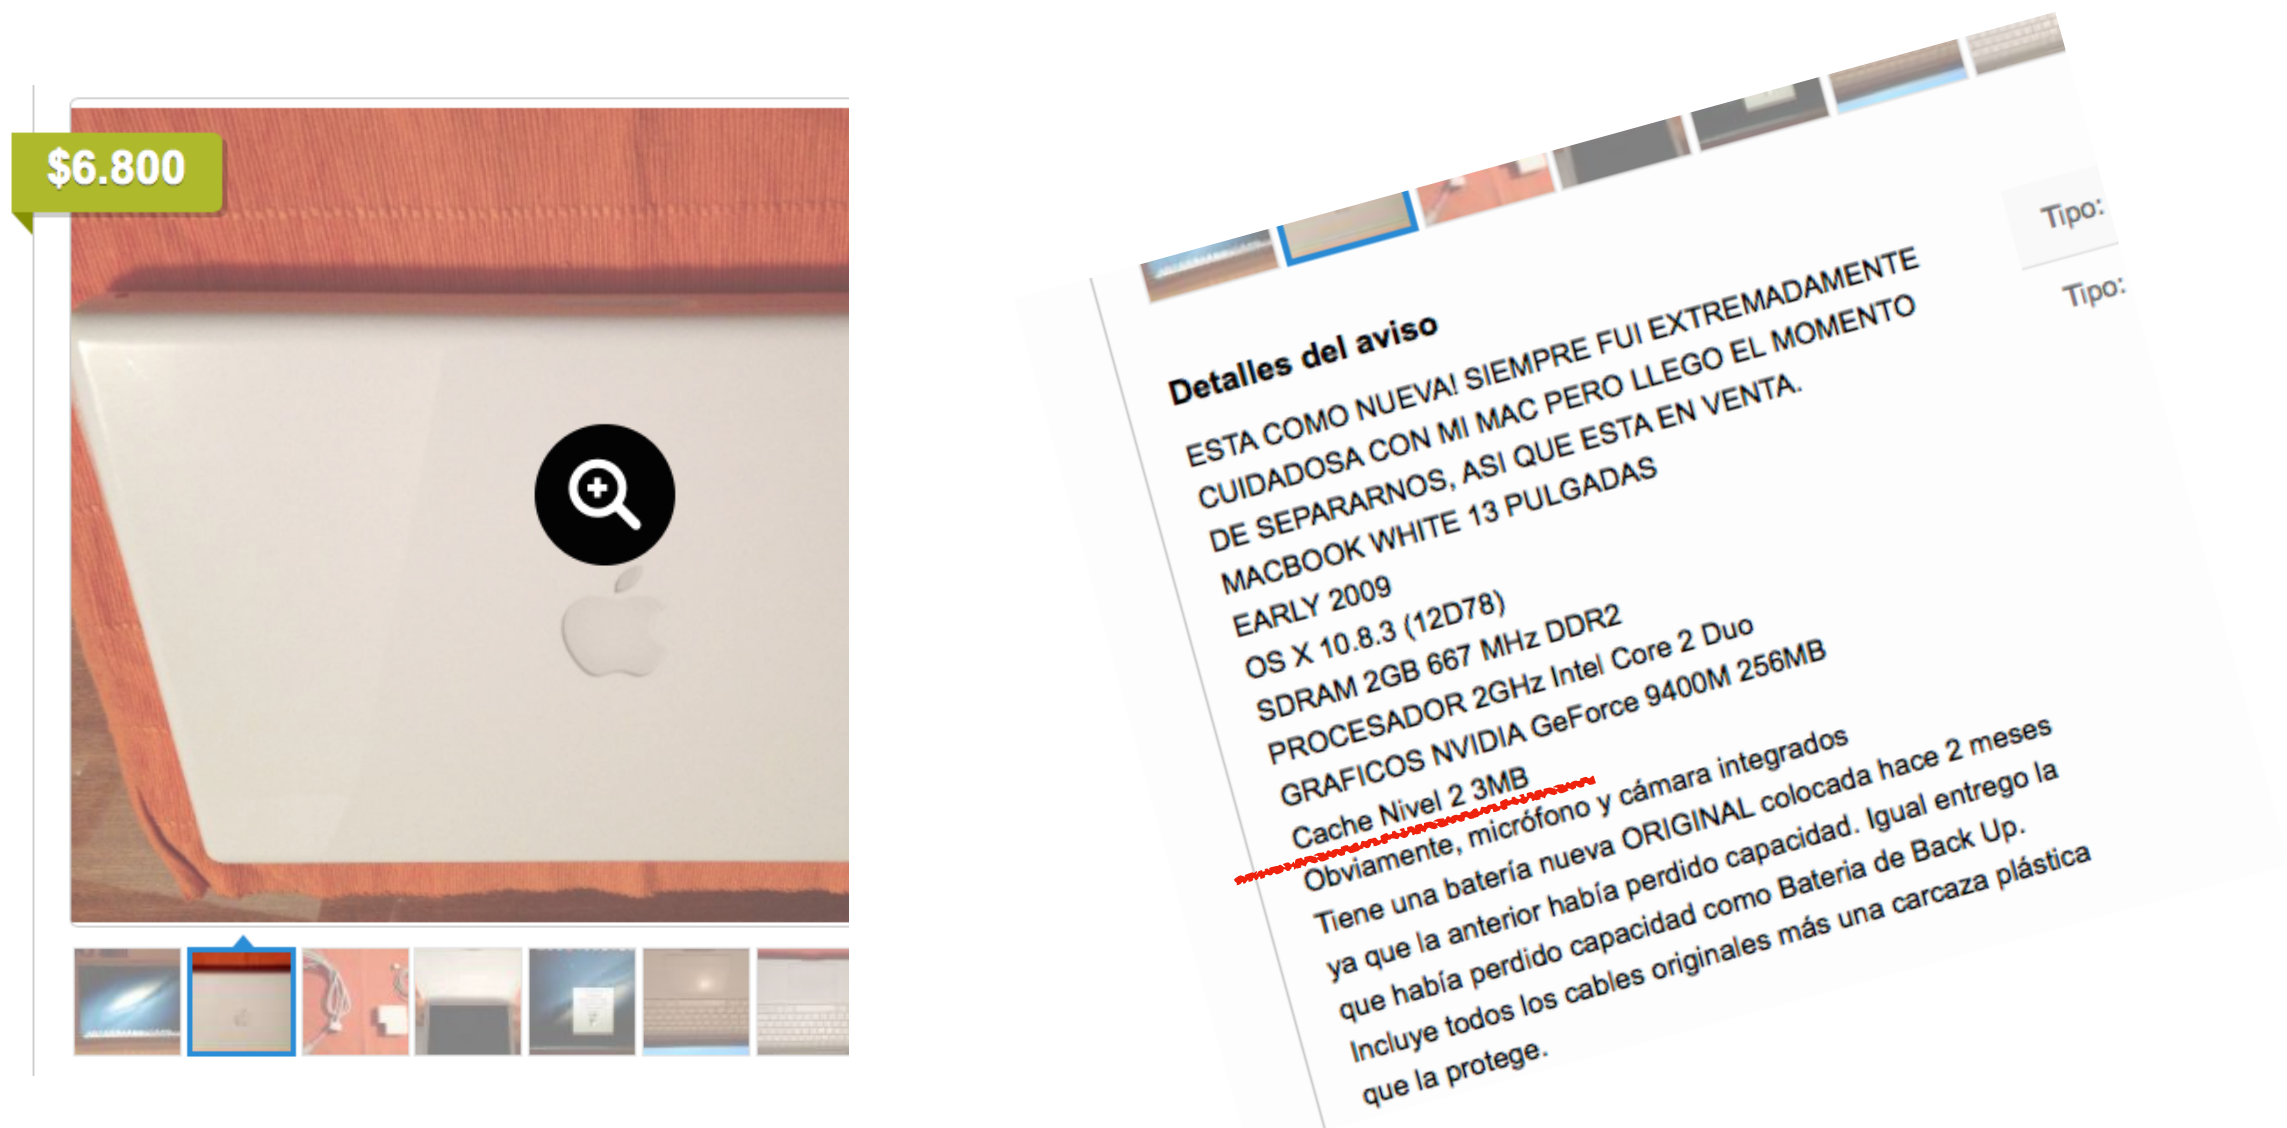 $6.800
Tipo:
Tipo:
Detalles del aviso
ESTA COMO NUEVA! SIEMPRE FUI EXTREMADAMENTE
CUIDADOSA CON MI MAC PERO LLEGO EL MOMENTO
DE SEPARARNOS, ASI QUE ESTA EN VENTA.
MACBOOK WHITE 13 PULGADAS
EARLY 2009
OS X 10.8.3 (12D78)
SDRAM 2GB 667 MHz DDR2
PROCESADOR 2GHz Intel Core 2 Duo
GRAFICOS NVIDIA GeForce 9400M 256MB
Cache Nivel 2 3MB
Obviamente, micrófono y cámara integrados
Tiene una batería nueva ORIGINAL colocada hace 2 meses
ya que la anterior había perdido capacidad. Igual entrego la
que había perdido capacidad como Bateria de Back Up.
Incluye todos los cables originales más una carcaza plástica
que la protege.